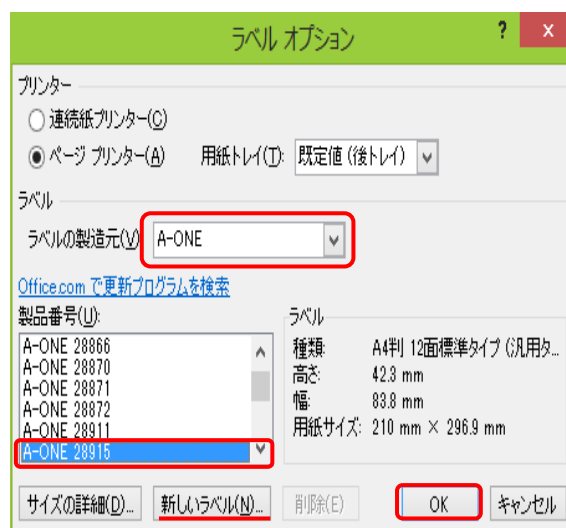 ラベル オプション
?
x
プリンター
連続紙プリンター(C)
ページ プリンター(A) 用紙トレイ(T): 既定値 (後トレイ)
ラベル
ラベルの製造元(V) A-ONE
Office.com で更新プログラムを検索
製品番号(U):
A-ONE 28866
A-ONE 28870
A-ONE 28871
A-ONE 28872
A-ONE 28911
A-ONE 28915
ラベル
種類: A4判 12面標準タイプ (汎用タ...
高さ: 42.3 mm
幅: 83.8 mm
用紙サイズ: 210 mm × 296.9 mm
サイズの詳細(D)... 新しいラベル(N)... 削除(E) OK キャンセル